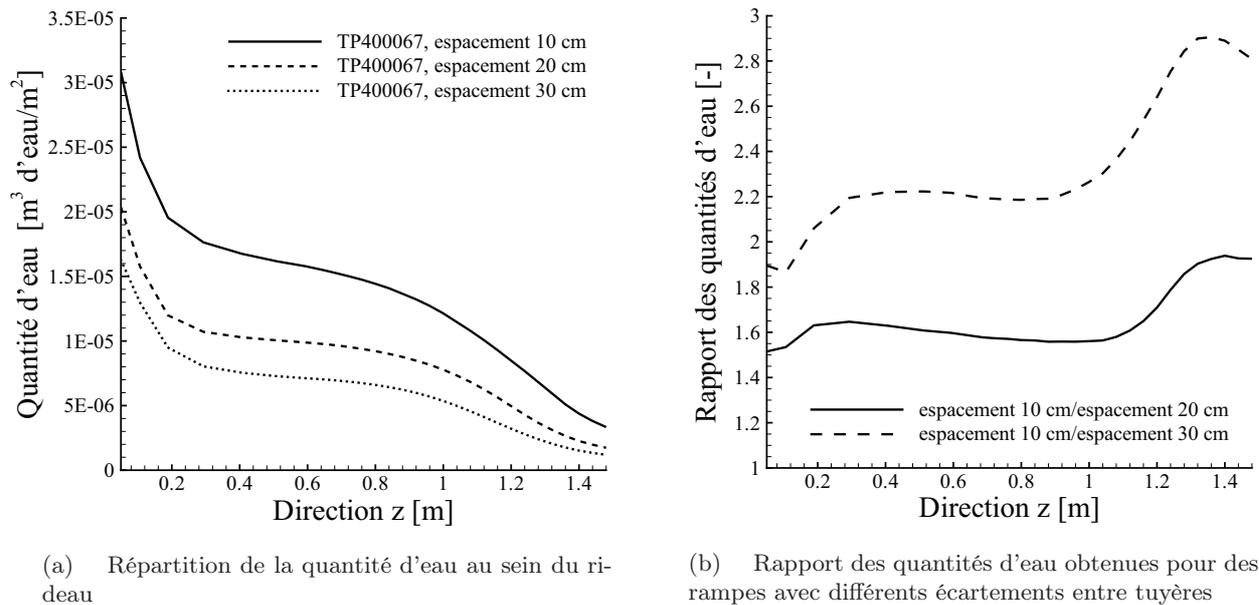 3.5E-05
3E-05
2.5E-05
2E-05
1.5E-05
1E-05
5E-06
0
Quantité d'eau [m³ d'eau/m²]
TP400067, espacement 10 cm
TP400067, espacement 20 cm
TP400067, espacement 30 cm
0.2 0.4 0.6 0.8 1 1.2 1.4
Direction z [m]
(a) Répartition de la quantité d'eau au sein du ri-
deau
3
2.8
2.6
2.4
2.2
2
1.8
1.6
1.4
1.2
1
Rapport des quantités d'eau [-]
espacement 10 cm/espacement 20 cm
espacement 10 cm/espacement 30 cm
0.2 0.4 0.6 0.8 1 1.2 1.4
Direction z [m]
(b) Rapport des quantités d'eau obtenues pour des
rampes avec différents écartements entre tuyères